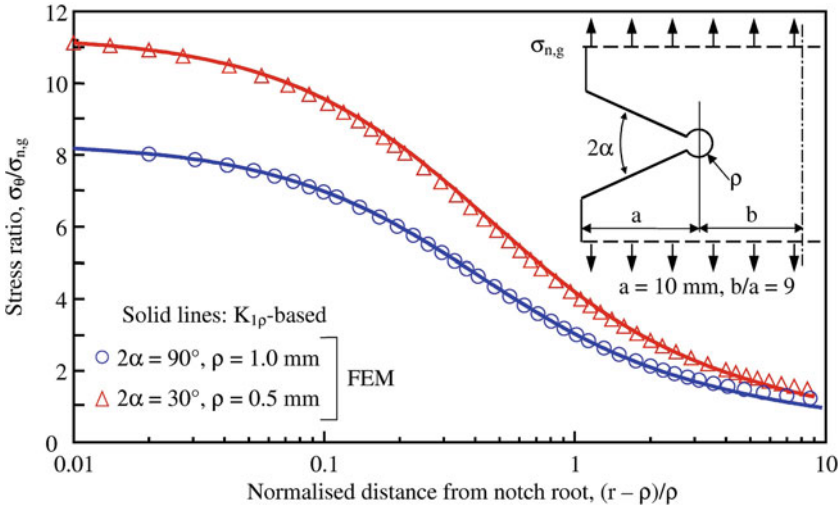 12
10
8
6
4
2
0
Stress ratio, σθ/σn,g
σn,g
2α
ρ
a
b
a = 10 mm, b/a = 9
Solid lines: K1ρ-based
2α = 90°, ρ = 1.0 mm
2α = 30°, ρ = 0.5 mm
FEM
0.01
0.1
1
10
Normalised distance from notch root, (r – ρ)/ρ